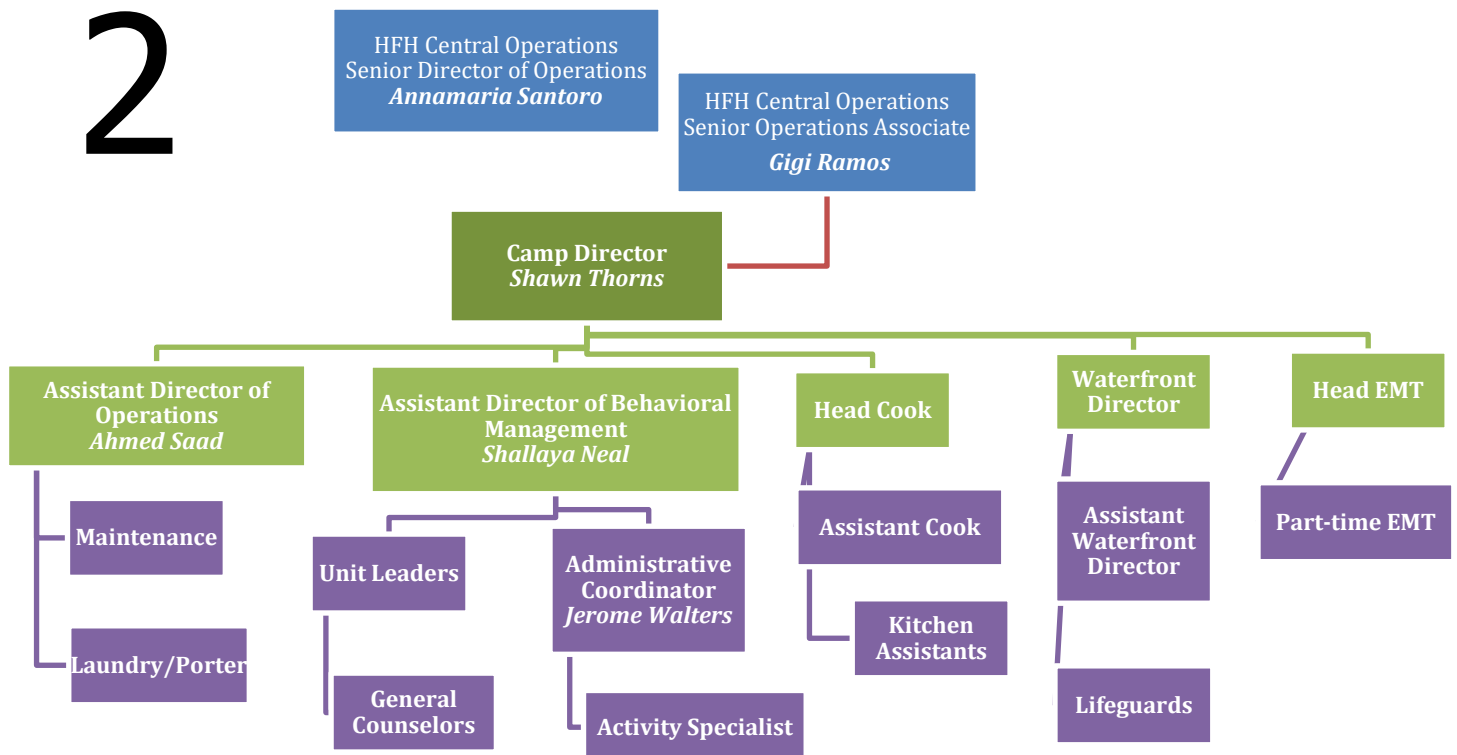 2
HFH Central Operations
Senior Director of Operations
Annamaria Santoro
HFH Central Operations
Senior Operations Associate
Gigi Ramos
Camp Director
Shawn Thorns
Assistant Director of
Operations
Ahmed Saad
Assistant Director of Behavioral
Management
Shallaya Neal
Head Cook
Waterfront
Director
Head EMT
Maintenance
Laundry/Porter
Unit Leaders
General
Counselors
Administrative
Coordinator
Jerome Walters
Activity Specialist
Assistant Cook
Kitchen
Assistants
Assistant
Waterfront
Director
Lifeguards
Part-time EMT